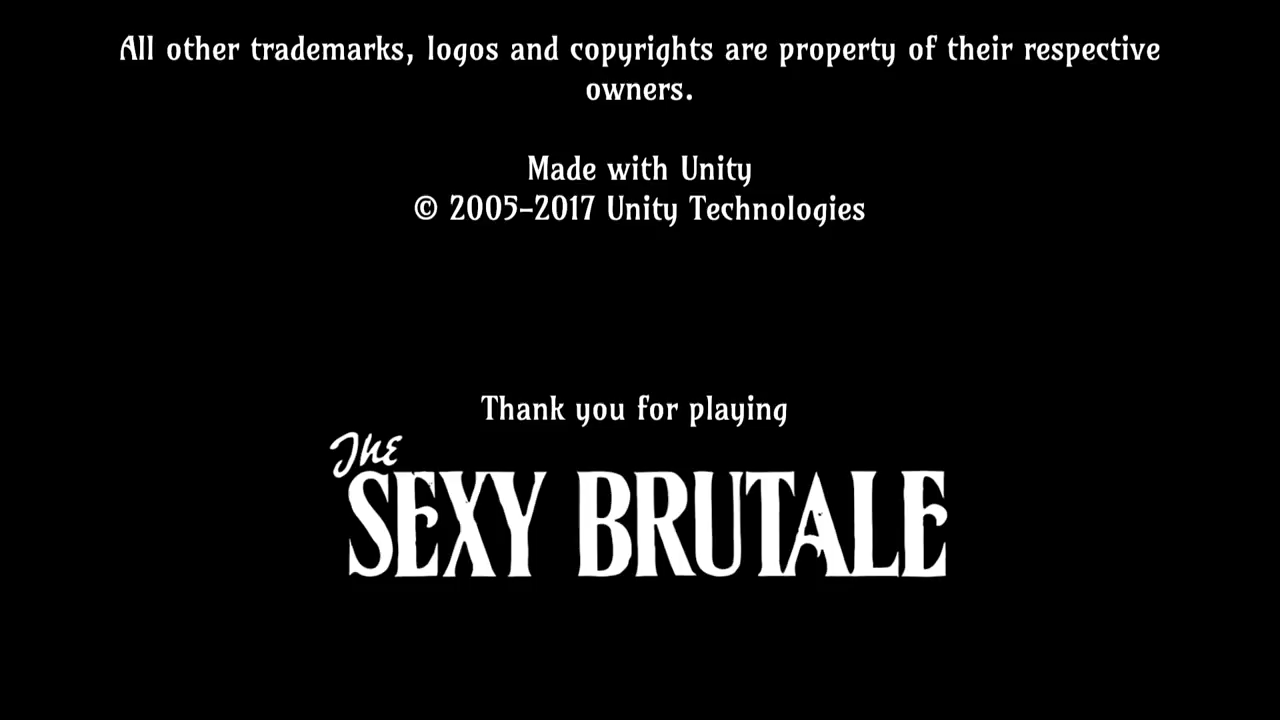 All other trademarks, logos and copyrights are property of their respective
owners.
Made with Unity
© 2005-2017 Unity Technologies
Thank you for playing
The
SEXY BRUTALE